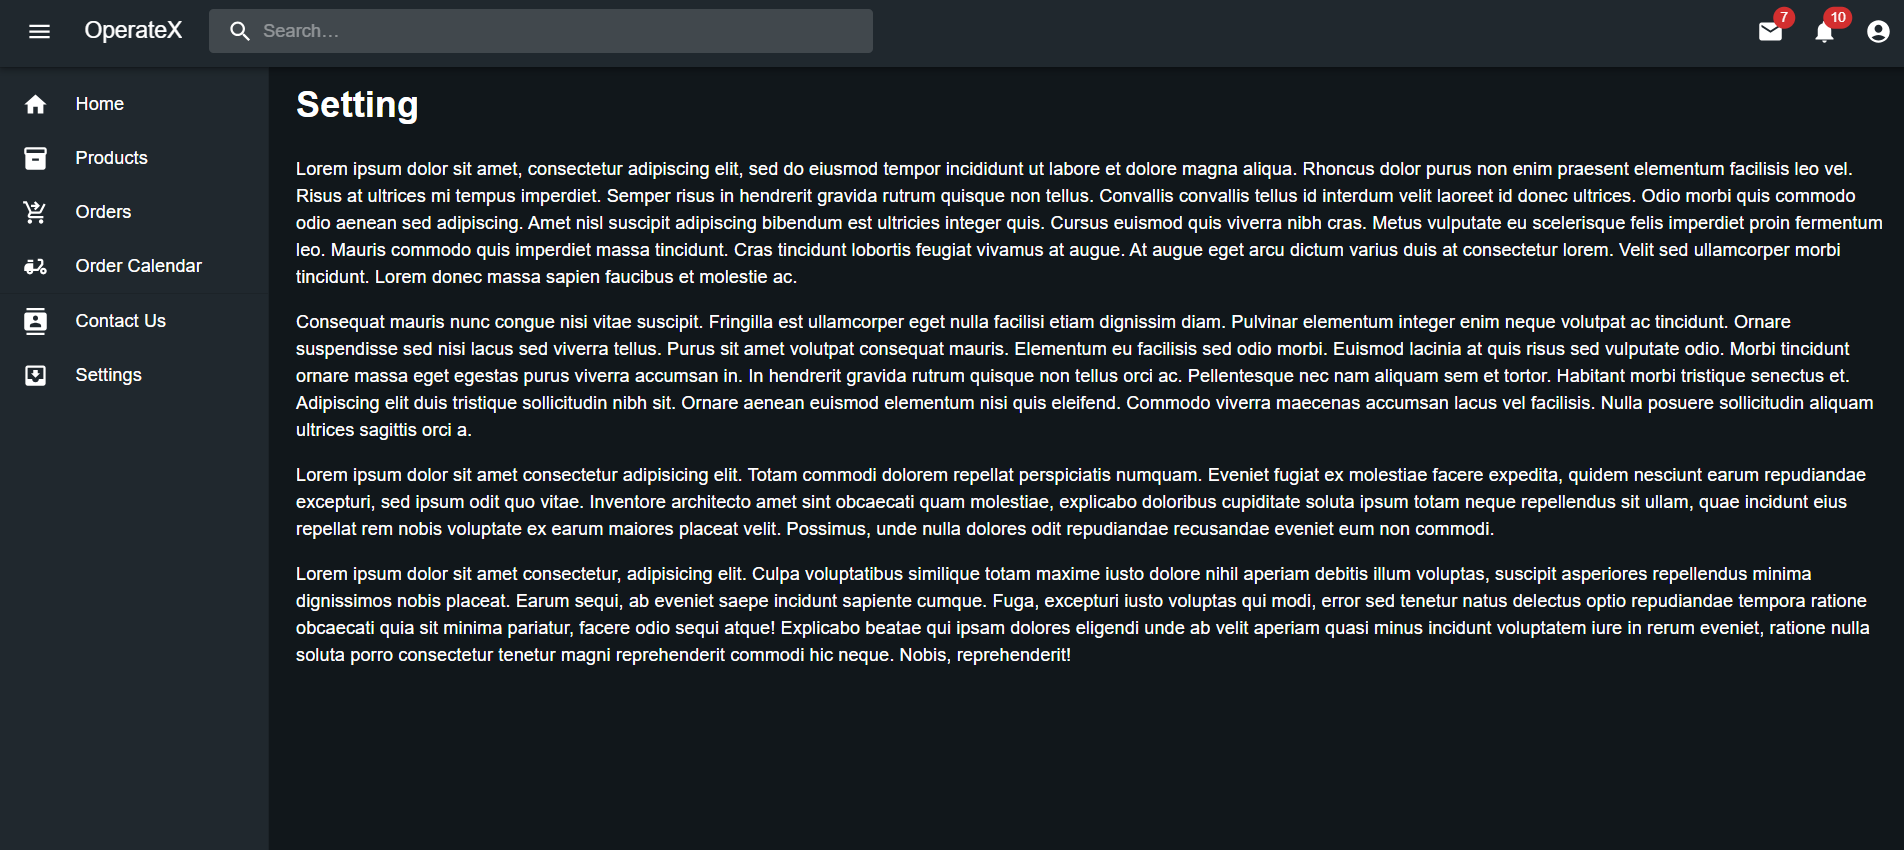 OperateX
Search...
7
10
Home
Products
Orders
Order Calendar
Contact Us
Settings
Setting
Lorem ipsum dolor sit amet, consectetur adipiscing elit, sed do eiusmod tempor incididunt ut labore et dolore magna aliqua. Rhoncus dolor purus non enim praesent elementum facilisis leo vel.
Risus at ultrices mi tempus imperdiet. Semper risus in hendrerit gravida rutrum quisque non tellus. Convallis convallis tellus id interdum velit laoreet id donec ultrices. Odio morbi quis commodo
odio aenean sed adipiscing. Amet nisl suscipit adipiscing bibendum est ultricies integer quis. Cursus euismod quis viverra nibh cras. Metus vulputate eu scelerisque felis imperdiet proin fermentum
leo. Mauris commodo quis imperdiet massa tincidunt. Cras tincidunt lobortis feugiat vivamus at augue. At augue eget arcu dictum varius duis at consectetur lorem. Velit sed ullamcorper morbi
tincidunt. Lorem donec massa sapien faucibus et molestie ac.
Consequat mauris nunc congue nisi vitae suscipit. Fringilla est ullamcorper eget nulla facilisi etiam dignissim diam. Pulvinar elementum integer enim neque volutpat ac tincidunt. Ornare
suspendisse sed nisi lacus sed viverra tellus. Purus sit amet volutpat consequat mauris. Elementum eu facilisis sed odio morbi. Euismod lacinia at quis risus sed vulputate odio. Morbi tincidunt
ornare massa eget egestas purus viverra accumsan in. In hendrerit gravida rutrum quisque non tellus orci ac. Pellentesque nec nam aliquam sem et tortor. Habitant morbi tristique senectus et.
Adipiscing elit duis tristique sollicitudin nibh sit. Ornare aenean euismod elementum nisi quis eleifend. Commodo viverra maecenas accumsan lacus vel facilisis. Nulla posuere sollicitudin aliquam
ultrices sagittis orci a.
Lorem ipsum dolor sit amet consectetur adipisicing elit. Totam commodi dolorem repellat perspiciatis numquam. Eveniet fugiat ex molestiae facere expedita, quidem nesciunt earum repudiandae
excepturi, sed ipsum odit quo vitae. Inventore architecto amet sint obcaecati quam molestiae, explicabo doloribus cupiditate soluta ipsum totam neque repellendus sit ullam, quae incidunt eius
repellat rem nobis voluptate ex earum maiores placeat velit. Possimus, unde nulla dolores odit repudiandae recusandae eveniet eum non commodi.
Lorem ipsum dolor sit amet consectetur, adipisicing elit. Culpa voluptatibus similique totam maxime iusto dolore nihil aperiam debitis illum voluptas, suscipit asperiores repellendus minima
dignissimos nobis placeat. Earum sequi, ab eveniet saepe incidunt sapiente cumque. Fuga, excepturi iusto voluptas qui modi, error sed tenetur natus delectus optio repudiandae tempora ratione
obcaecati quia sit minima pariatur, facere odio sequi atque! Explicabo beatae qui ipsam dolores eligendi unde ab velit aperiam quasi minus incidunt voluptatem iure in rerum eveniet, ratione nulla
soluta porro consectetur tenetur magni reprehenderit commodi hic neque. Nobis, reprehenderit!